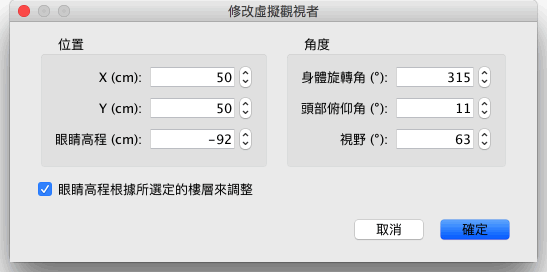 修改虛擬觀視者
位置
X (cm): 50
Y (cm): 50
眼睛高程 (cm): -92
角度
身體旋轉角 (°): 315
頭部俯仰角 (°): 11
視野 (°): 63
眼睛高程根據所選定的樓層來調整
取消
確定